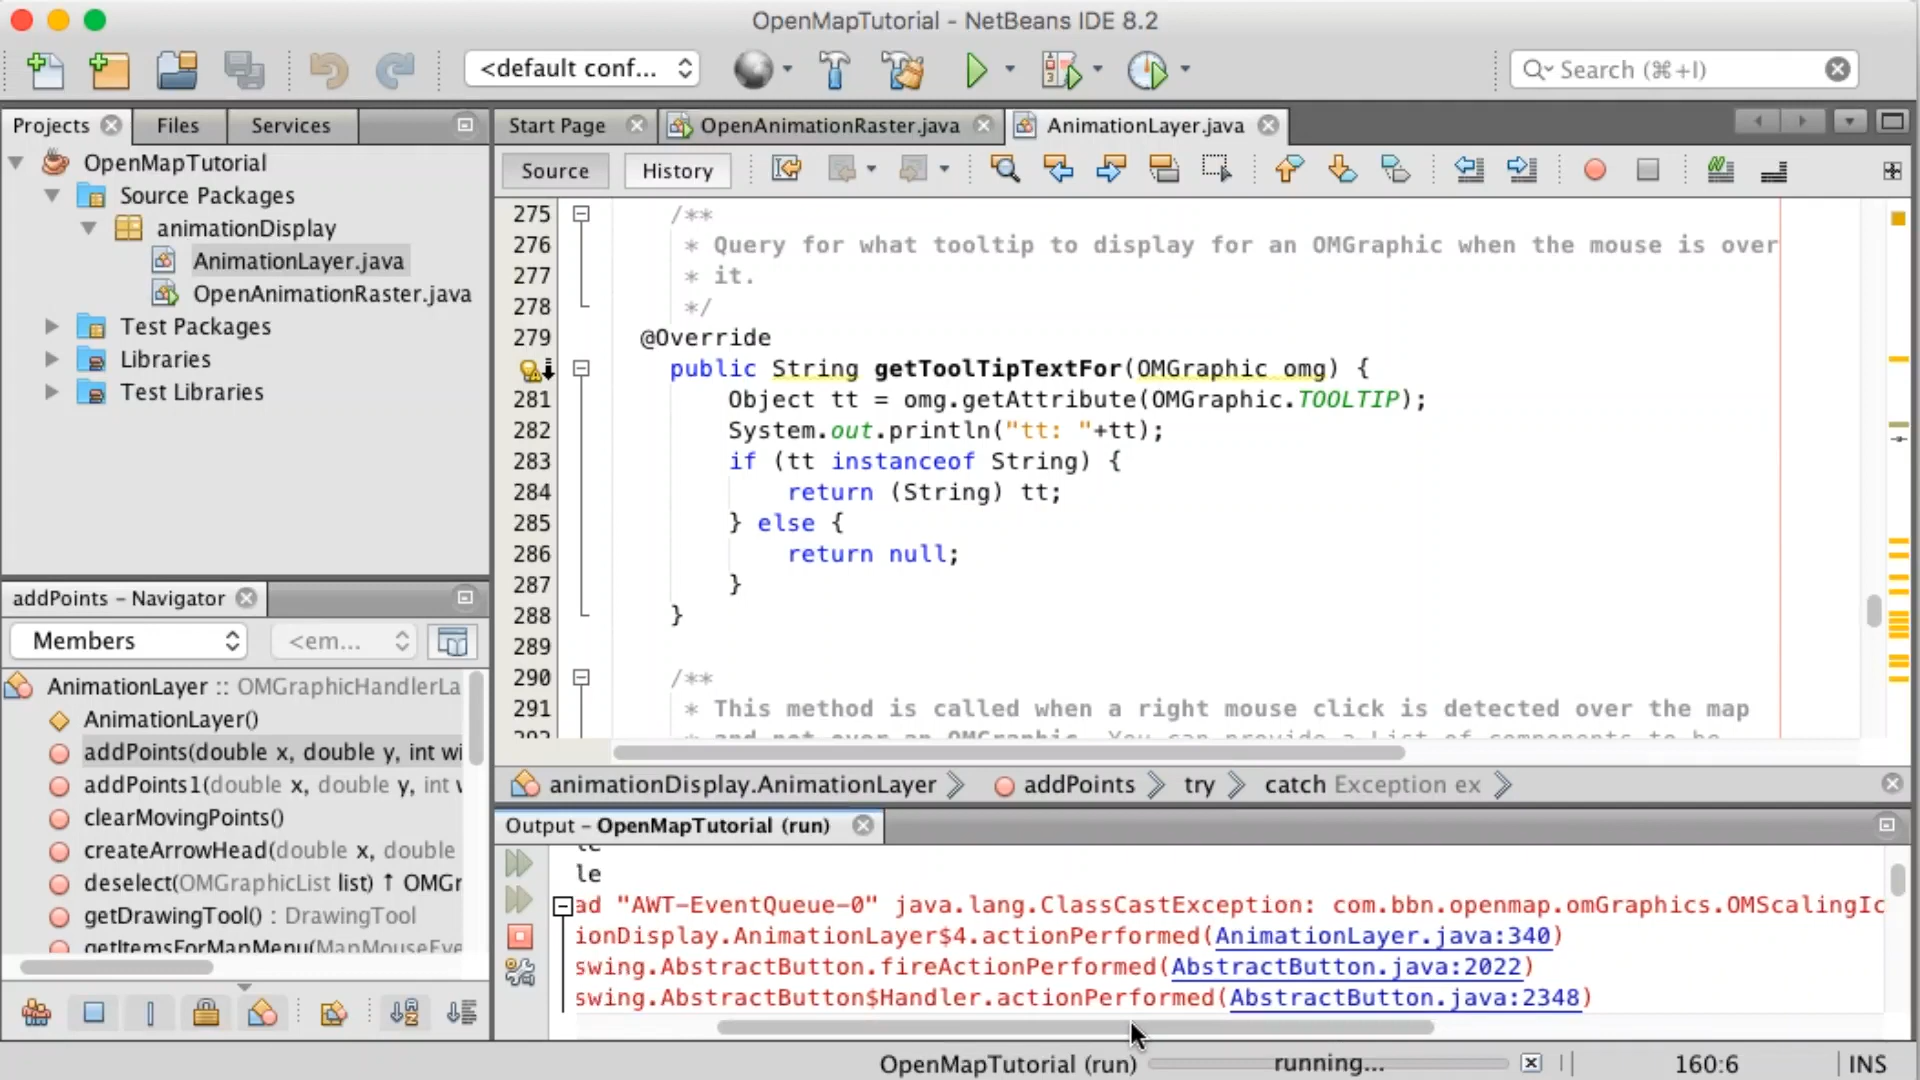 OpenMapTutorial - NetBeans IDE 8.2
<default conf...
Search (⌘+I)
Projects
Files
Services
Start Page
OpenAnimationRaster.java
AnimationLayer.java
Source
History
OpenMapTutorial
Source Packages
animationDisplay
AnimationLayer.java
OpenAnimationRaster.java
Test Packages
Libraries
Test Libraries
275 /**
276 * Query for what tooltip to display for an OMGraphic when the mouse is over
277 * it.
278 */
279 @Override
public String getToolTipTextFor(OMGraphic omg) {
281 Object tt = omg.getAttribute(OMGraphic.TOOLTIP);
282 System.out.println("tt: "+tt);
283 if (tt instanceof String) {
284 return (String) tt;
285 } else {
286 return null;
287 }
288 }
289
290 /**
291 * This method is called when a right mouse click is detected over the map
addPoints - Navigator
Members
<em...
AnimationLayer :: OMGraphicHandlerLa
AnimationLayer()
addPoints(double x, double y, int wi
addPoints1(double x, double y, int
clearMovingPoints()
createArrowHead(double x, double
deselect(OMGraphicList list) ↑ OMGr
getDrawingTool() : DrawingTool
getItemsForMapMenu(MapMouseEve
animationDisplay.AnimationLayer
addPoints
try
catch Exception ex
Output - OpenMapTutorial (run)
le
ad "AWT-EventQueue-0" java.lang.ClassCastException: com.bbn.openmap.omGraphics.OMScalingIc
ionDisplay.AnimationLayer$4.actionPerformed(AnimationLayer.java:340)
swing.AbstractButton.fireActionPerformed(AbstractButton.java:2022)
swing.AbstractButton$Handler.actionPerformed(AbstractButton.java:2348)
OpenMapTutorial (run)
running...
160:6
INS